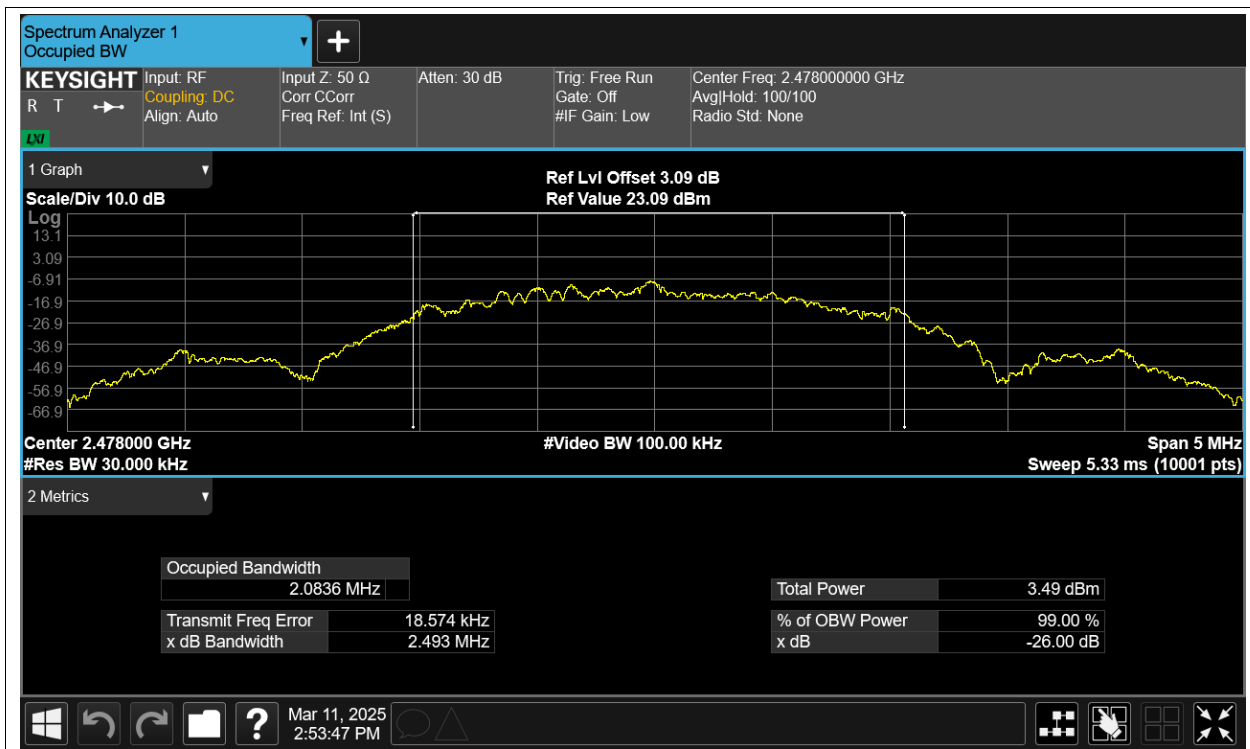 Spectrum Analyzer 1
Occupied BW
KEYSIGHT
R T
LXI
Input: RF
Coupling: DC
Align: Auto
Input Z: 50 Ω
Corr CCorr
Freq Ref: Int (S)
Atten: 30 dB
Trig: Free Run
Gate: Off
#IF Gain: Low
Center Freq: 2.478000000 GHz
Avg|Hold: 100/100
Radio Std: None
1 Graph
Scale/Div 10.0 dB
Ref Lvl Offset 3.09 dB
Ref Value 23.09 dBm
Log
13.1
3.09
-6.91
-16.9
-26.9
-36.9
-46.9
-56.9
-66.9
Center 2.478000 GHz
#Res BW 30.000 kHz
#Video BW 100.00 kHz
Span 5 MHz
Sweep 5.33 ms (10001 pts)
2 Metrics
Occupied Bandwidth
2.0836 MHz
Transmit Freq Error 18.574 kHz
x dB Bandwidth 2.493 MHz
Total Power 3.49 dBm
% of OBW Power 99.00 %
x dB -26.00 dB
?
Mar 11, 2025
2:53:47 PM